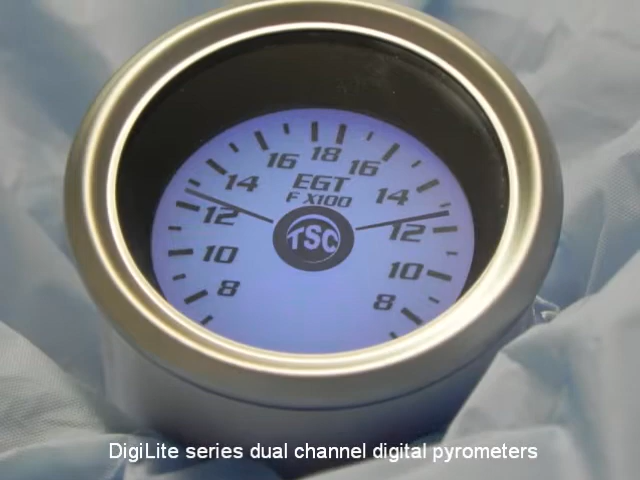 16 18 16
14 EGT 14
F X100
12 TSC 12
10 10
8 8
DigiLite series dual channel digital pyrometers